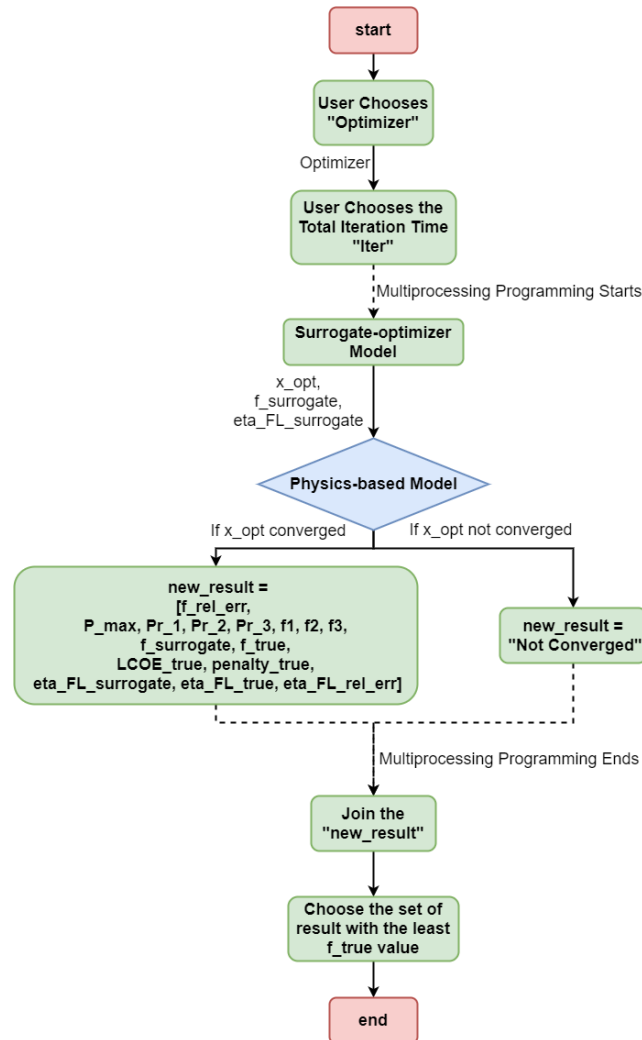 start
User Chooses
"Optimizer"
Optimizer
User Chooses the
Total Iteration Time
"Iter"
Multiprocessing Programming Starts
Surrogate-optimizer
Model
x_opt,
f_surrogate,
eta_FL_surrogate
Physics-based Model
If x_opt converged
If x_opt not converged
new_result =
[f_rel_err,
P_max, Pr_1, Pr_2, Pr_3, f1, f2, f3,
f_surrogate, f_true,
LCOE_true, penalty_true,
eta_FL_surrogate, eta_FL_true, eta_FL_rel_err]
new_result =
"Not Converged"
Multiprocessing Programming Ends
Join the
"new_result"
Choose the set of
result with the least
f_true value
end